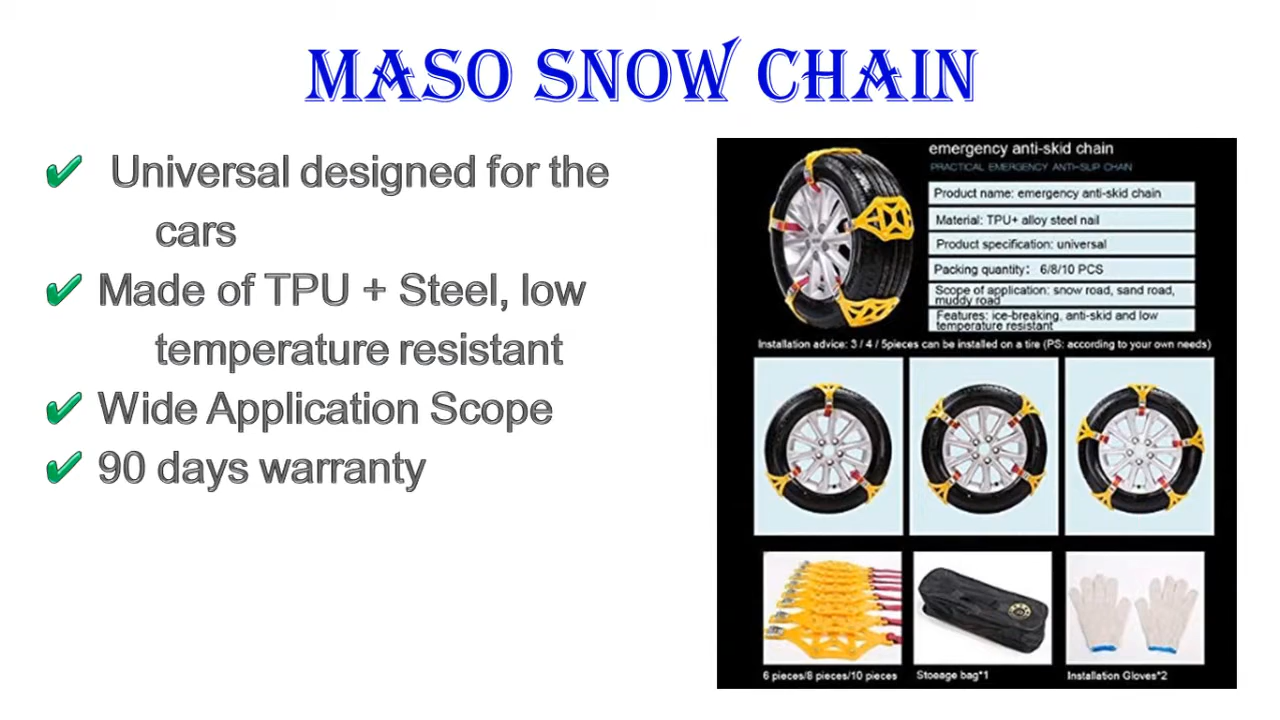 MASO SNOW CHAIN
✔ Universal designed for the
cars
✔ Made of TPU + Steel, low
temperature resistant
✔ Wide Application Scope
✔ 90 days warranty
emergency anti-skid chain
PRACTICAL EMERGENCY ANTI-SLIP CHAIN
Product name: emergency anti-skid chain
Material: TPU+ alloy steel nail
Product specification: universal
Packing quantity: 6/8/10 PCS
Scope of application: snow road, sand road,
muddy road
Features: ice-breaking, anti-skid and low
temperature resistant
Installation advice: 3 / 4 / 5pieces can be installed on a tire (PS: according to your own needs)
6 pieces/8 pieces/10 pieces
Stoeage bag*1
Installation Gloves*2